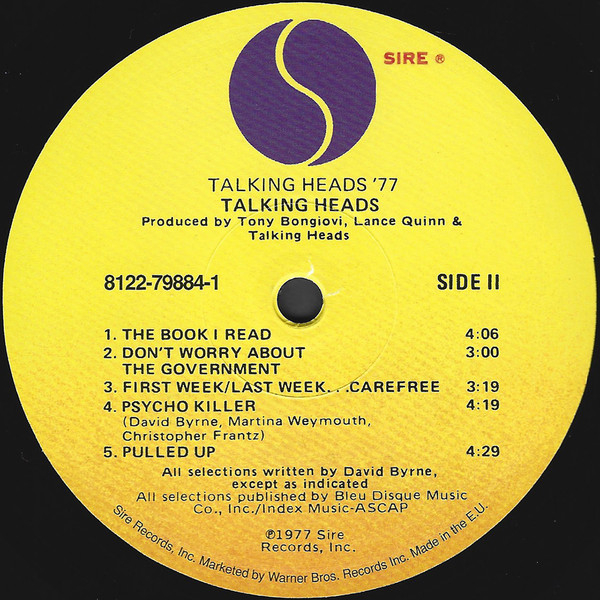 SIRE ®
TALKING HEADS '77
TALKING HEADS
Produced by Tony Bongiovi, Lance Quinn &
Talking Heads
8122-79884-1 SIDE II
1. THE BOOK I READ 4:06
2. DON'T WORRY ABOUT 3:00
THE GOVERNMENT
3. FIRST WEEK/LAST WEEK...CAREFREE 3:19
4. PSYCHO KILLER 4:19
(David Byrne, Martina Weymouth,
Christopher Frantz)
5. PULLED UP 4:29
All selections written by David Byrne,
except as indicated
All selections published by Bleu Disque Music
Co., Inc./Index Music-ASCAP
℗1977 Sire
Records, Inc.
Sire Records, Inc. Marketed by Warner Bros. Records Inc. Made in the E.U.